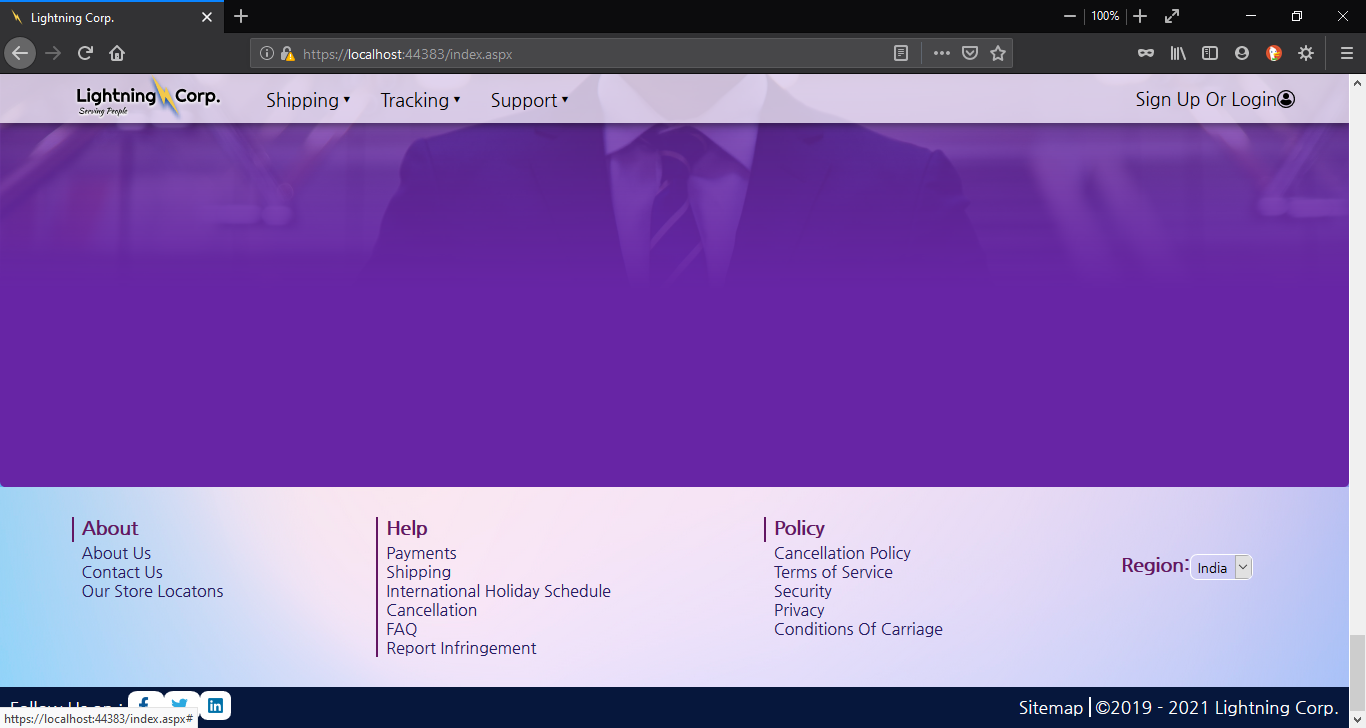 Lightning Corp.
100%
https://localhost:44383/index.aspx
Lightning Corp.
Serving People
Shipping ▾
Tracking ▾
Support ▾
Sign Up Or Login
About
About Us
Contact Us
Our Store Locatons
Help
Payments
Shipping
International Holiday Schedule
Cancellation
FAQ
Report Infringement
Policy
Cancellation Policy
Terms of Service
Security
Privacy
Conditions Of Carriage
Region: India
Follow Us on :
Sitemap | ©2019 - 2021 Lightning Corp.
https://localhost:44383/index.aspx#